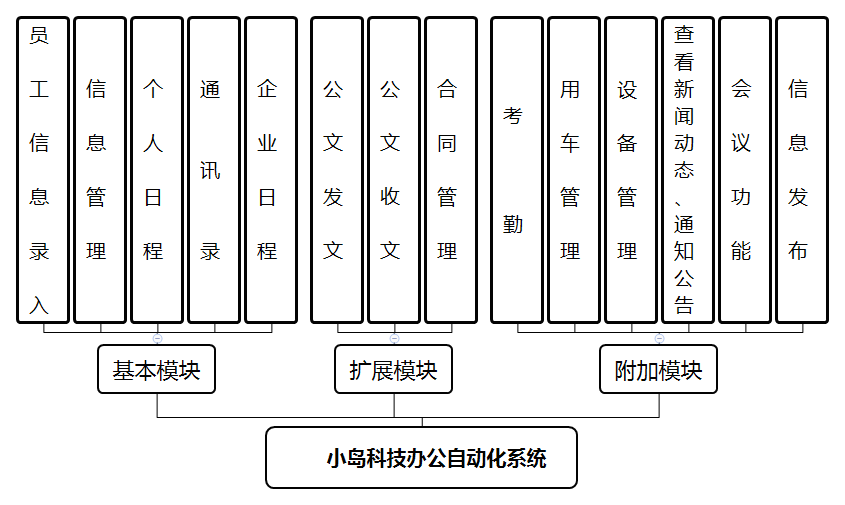 员工信息录入
信息管理
个人日程
通讯录
企业日程
公文发文
公文收文
合同管理
考勤
用车管理
设备管理
查看新闻动态、通知公告
会议功能
信息发布
基本模块
扩展模块
附加模块
小岛科技办公自动化系统